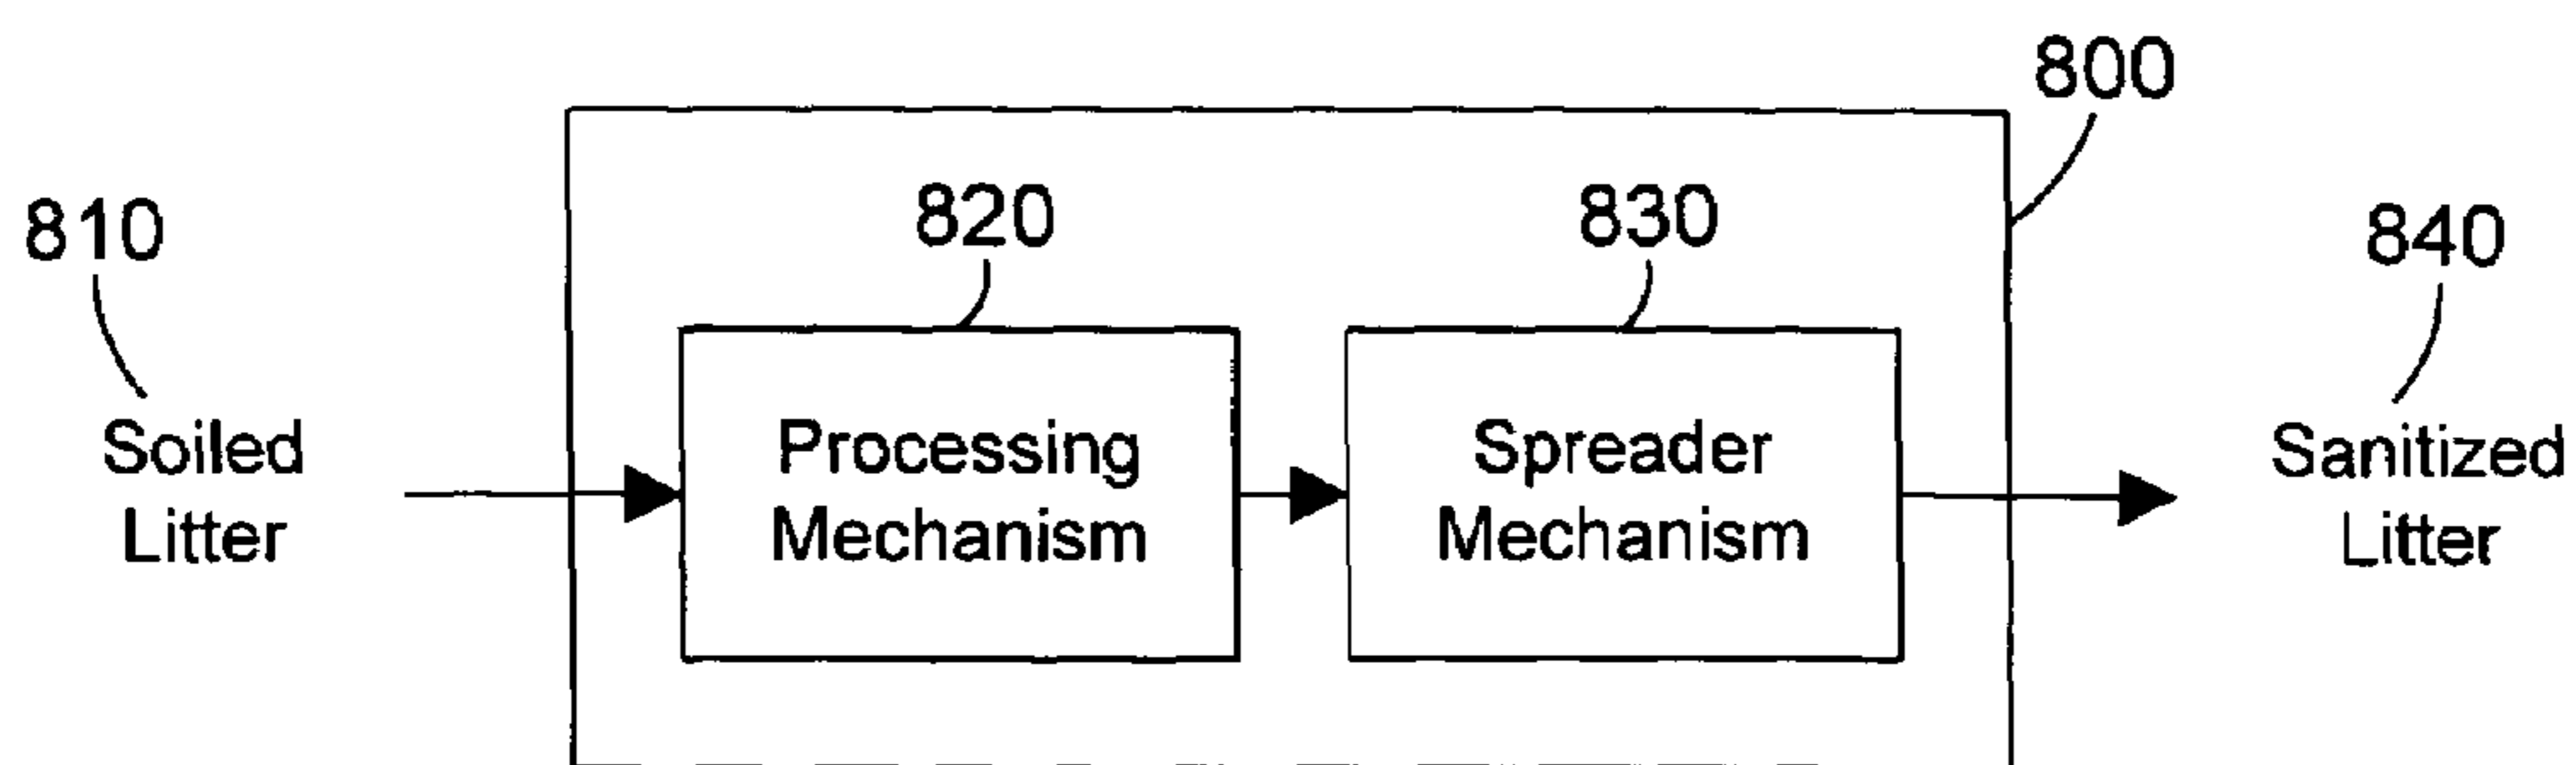 800
810
820
830
840
Soiled
Litter
Processing
Mechanism
Spreader
Mechanism
Sanitized
Litter